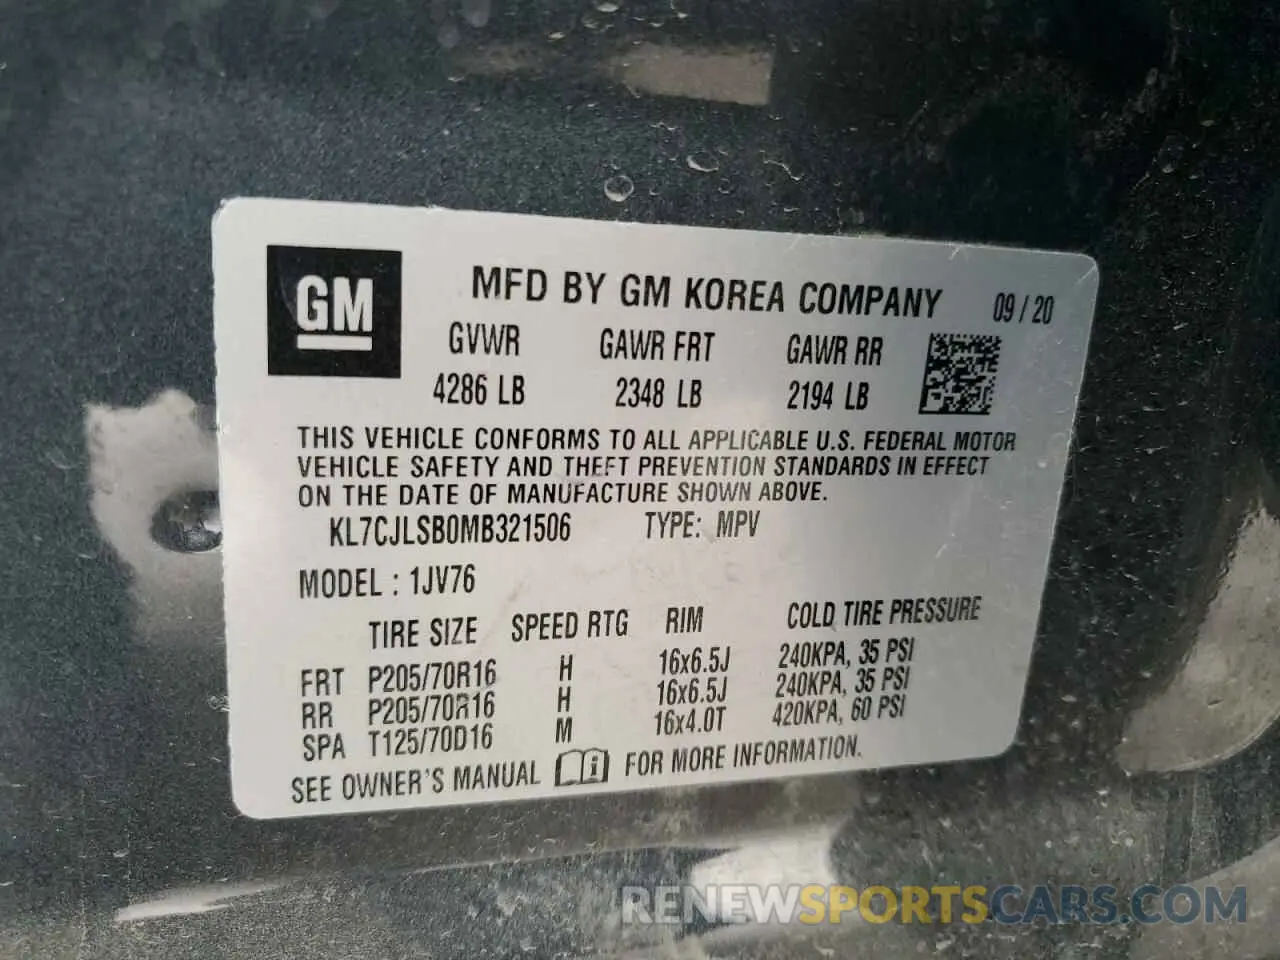 GM
MFD BY GM KOREA COMPANY 09 / 20
GVWR GAWR FRT GAWR RR
4286 LB 2348 LB 2194 LB
THIS VEHICLE CONFORMS TO ALL APPLICABLE U.S. FEDERAL MOTOR
VEHICLE SAFETY AND THEFT PREVENTION STANDARDS IN EFFECT
ON THE DATE OF MANUFACTURE SHOWN ABOVE.
KL7CJLSB0MB321506 TYPE: MPV
MODEL : 1JV76
TIRE SIZE SPEED RTG RIM COLD TIRE PRESSURE
FRT P205/70R16 H 16x6.5J 240KPA, 35 PSI
RR P205/70R16 H 16x6.5J 240KPA, 35 PSI
SPA T125/70D16 M 16x4.0T 420KPA, 60 PSI
SEE OWNER'S MANUAL FOR MORE INFORMATION.
RENEWSPORTSCARS.COM